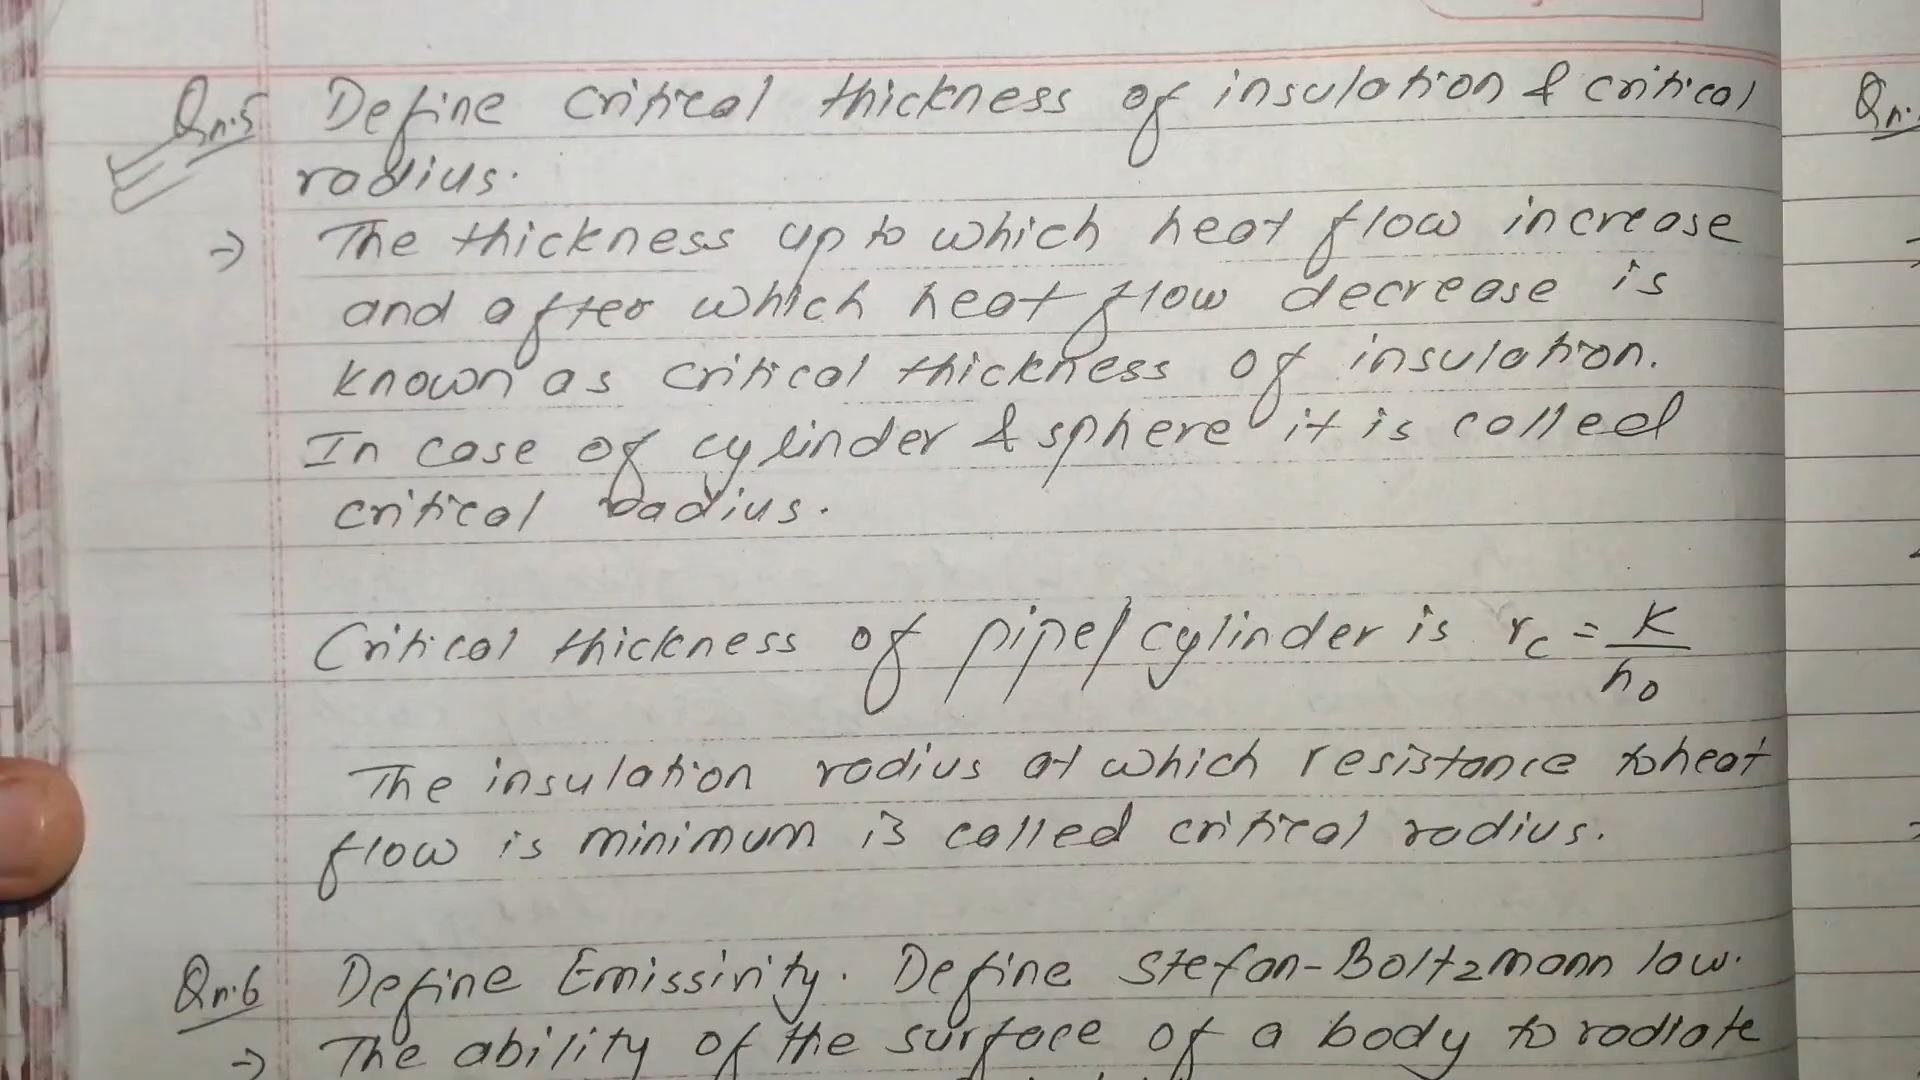 Qn.5 Define Critical thickness of insulation & critical
radius.
→ The thickness up to which heat flow increase
and after which heat flow decrease is
known as critical thickness of insulation.
In case of cylinder & sphere it is called
critical radius.
Critical thickness of pipe/cylinder is rc = K/h0
The insulation radius at which resistance to heat
flow is minimum is called critical radius.
Qn.6 Define Emissivity. Define Stefan-Boltzmann law.
→ The ability of the surface of a body to radiate
Qn.